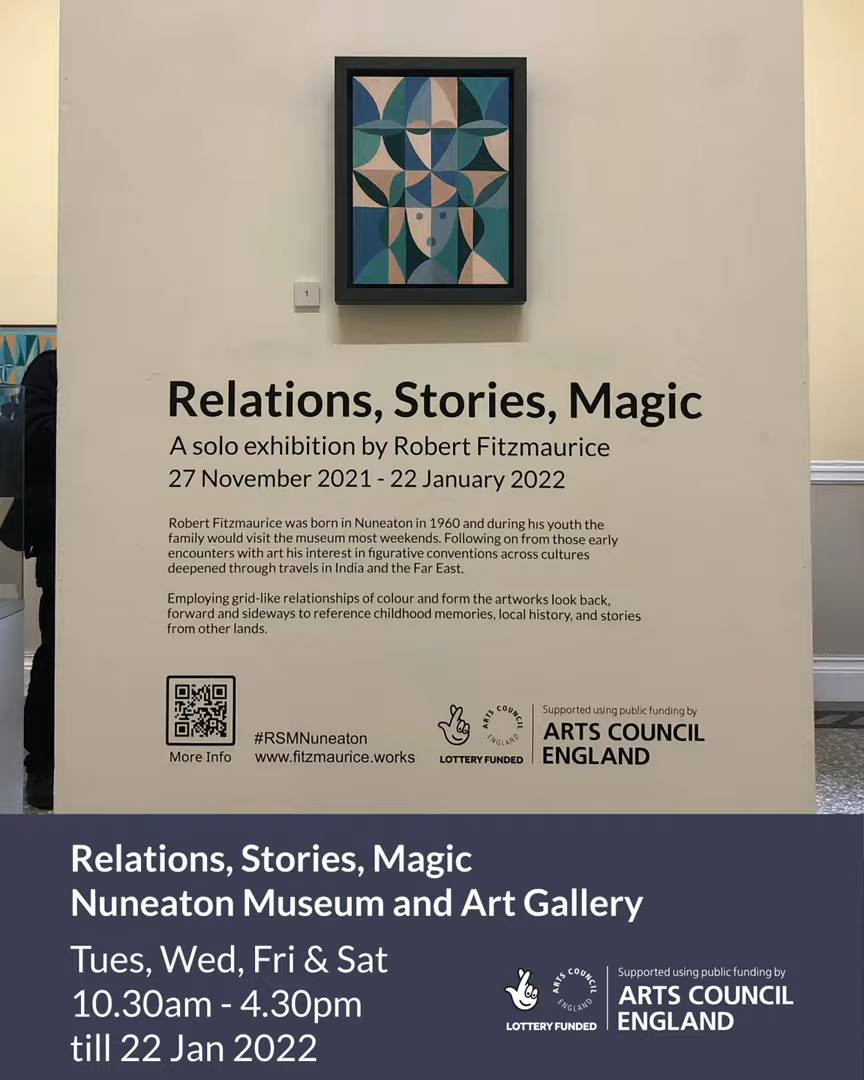 1
Relations, Stories, Magic
A solo exhibition by Robert Fitzmaurice
27 November 2021 - 22 January 2022
Robert Fitzmaurice was born in Nuneaton in 1960 and during his youth the
family would visit the museum most weekends. Following on from those early
encounters with art his interest in figurative conventions across cultures
deepened through travels in India and the Far East.
Employing grid-like relationships of colour and form the artworks look back,
forward and sideways to reference childhood memories, local history, and stories
from other lands.
More Info
#RSMNuneaton
www.fitzmaurice.works
LOTTERY FUNDED
ARTS COUNCIL
ENGLAND
Supported using public funding by
ARTS COUNCIL
ENGLAND
Relations, Stories, Magic
Nuneaton Museum and Art Gallery
Tues, Wed, Fri & Sat
10.30am - 4.30pm
till 22 Jan 2022
LOTTERY FUNDED
ARTS COUNCIL
ENGLAND
Supported using public funding by
ARTS COUNCIL
ENGLAND